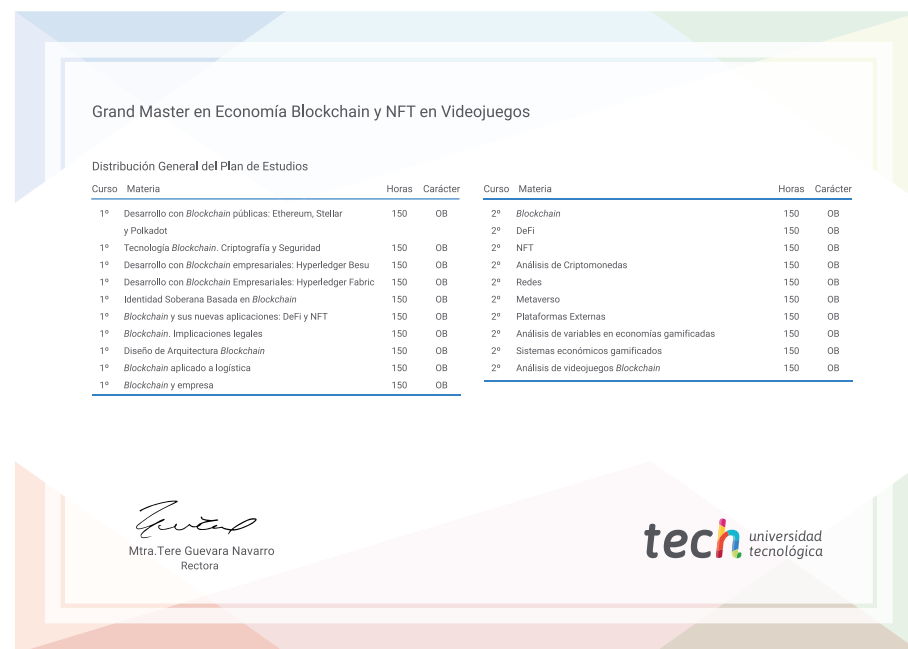 Grand Master en Economía Blockchain y NFT en Videojuegos
Distribución General del Plan de Estudios
Curso Materia Horas Carácter
1º Desarrollo con Blockchain públicas: Ethereum, Stellar 150 OB
y Polkadot
1º Tecnología Blockchain. Criptografía y Seguridad 150 OB
1º Desarrollo con Blockchain empresariales: Hyperledger Besu 150 OB
1º Desarrollo con Blockchain Empresariales: Hyperledger Fabric 150 OB
1º Identidad Soberana Basada en Blockchain 150 OB
1º Blockchain y sus nuevas aplicaciones: DeFi y NFT 150 OB
1º Blockchain. Implicaciones legales 150 OB
1º Diseño de Arquitectura Blockchain 150 OB
1º Blockchain aplicado a logística 150 OB
1º Blockchain y empresa 150 OB
Curso Materia Horas Carácter
2º Blockchain 150 OB
2º DeFi 150 OB
2º NFT 150 OB
2º Análisis de Criptomonedas 150 OB
2º Redes 150 OB
2º Metaverso 150 OB
2º Plataformas Externas 150 OB
2º Análisis de variables en economías gamificadas 150 OB
2º Sistemas económicos gamificados 150 OB
2º Análisis de videojuegos Blockchain 150 OB
Mtra.Tere Guevara Navarro
Rectora
tech universidad
tecnológica